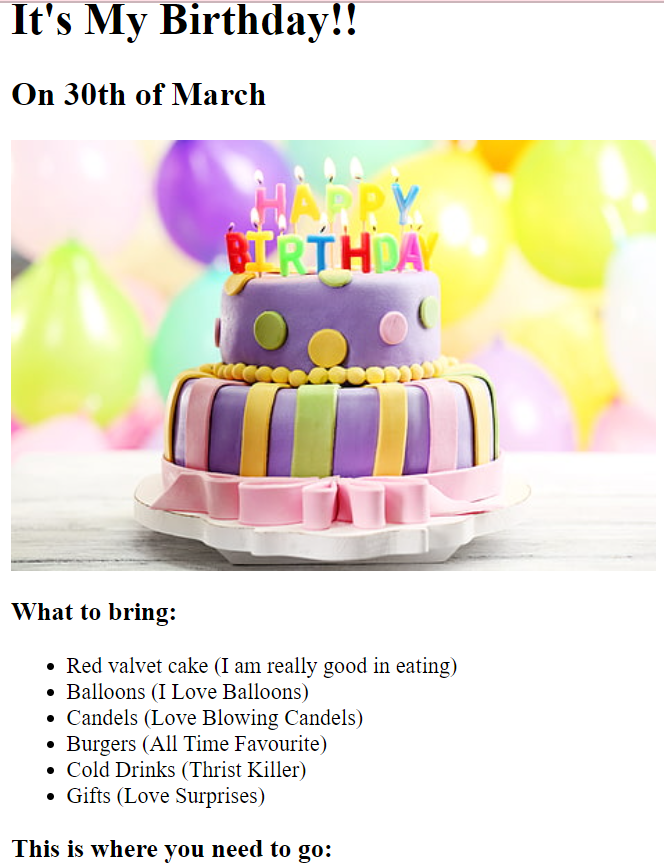 It's My Birthday!!
On 30th of March
HAPPY
BIRTHDAY
What to bring:
Red valvet cake (I am really good in eating)
Balloons (I Love Balloons)
Candels (Love Blowing Candels)
Burgers (All Time Favourite)
Cold Drinks (Thrist Killer)
Gifts (Love Surprises)
This is where you need to go: